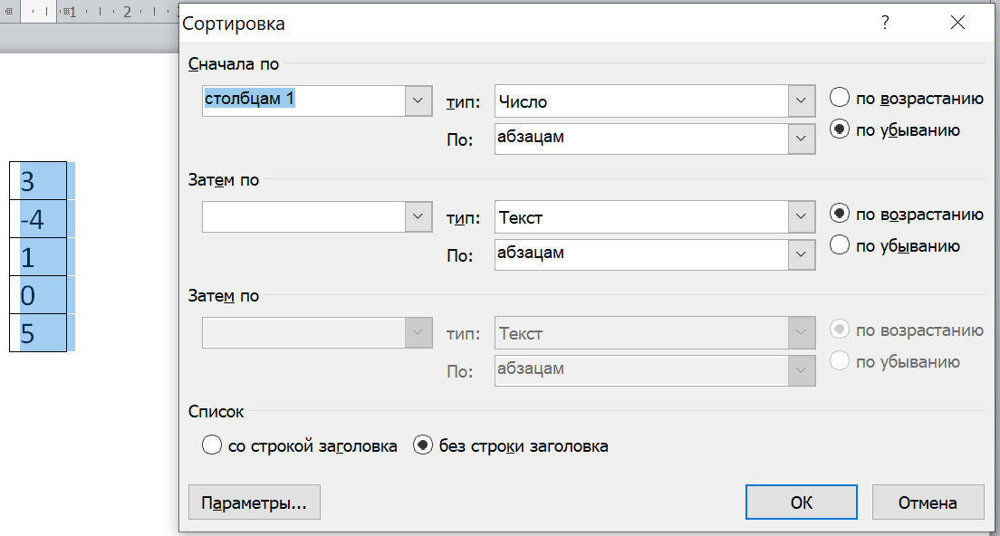 1 2
Сортировка ?
3
-4
1
0
5
Сначала по
столбцам 1 тип: Число по возрастанию
По: абзацам по убыванию
Затем по
тип: Текст по возрастанию
По: абзацам по убыванию
Затем по
тип: Текст по возрастанию
По: абзацам по убыванию
Список
со строкой заголовка без строки заголовка
Параметры... ОК Отмена